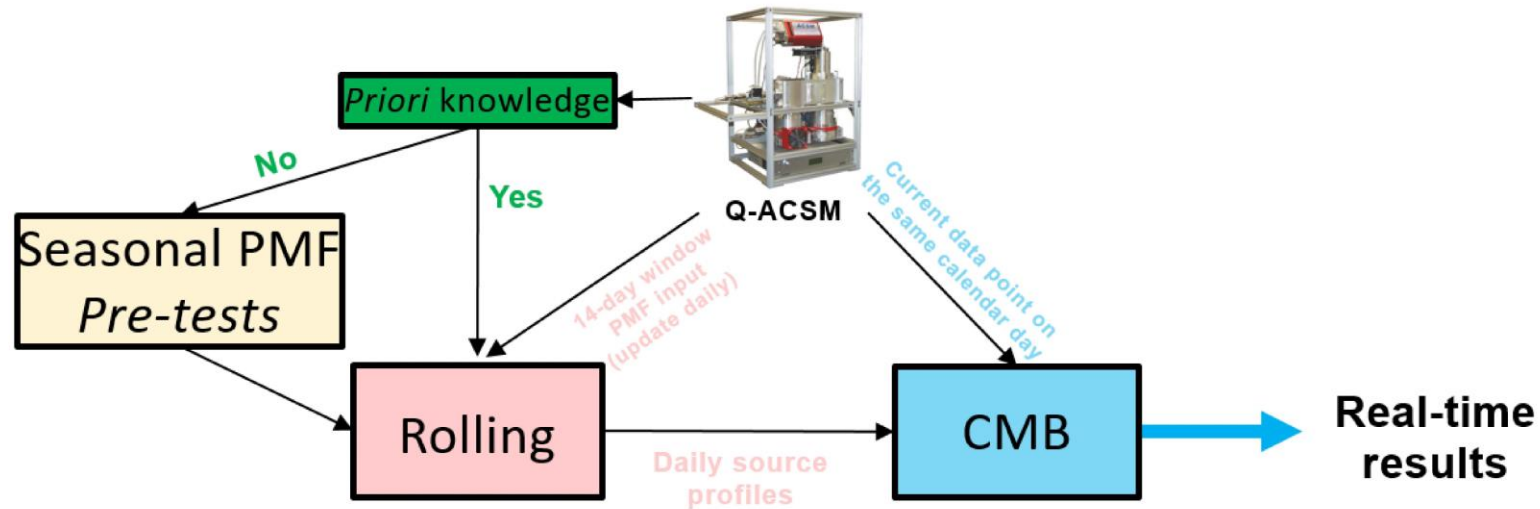 Priori knowledge
No
Yes
Q-ACSM
Seasonal PMF
Pre-tests
14-day window
PMF input
(update daily)
Current data point on
the same calendar day
Rolling
CMB
Daily source
profiles
Real-time
results